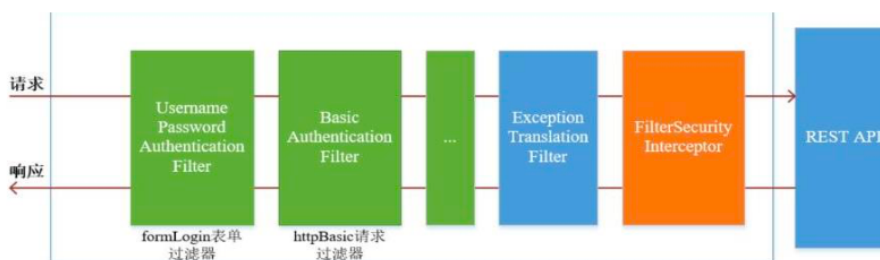 请求
响应
Username
Password
Authentication
Filter
formLogin表单
过滤器
Basic
Authentication
Filter
httpBasic请求
过滤器
...
Exception
Translation
Filter
FilterSecurity
Interceptor
REST API